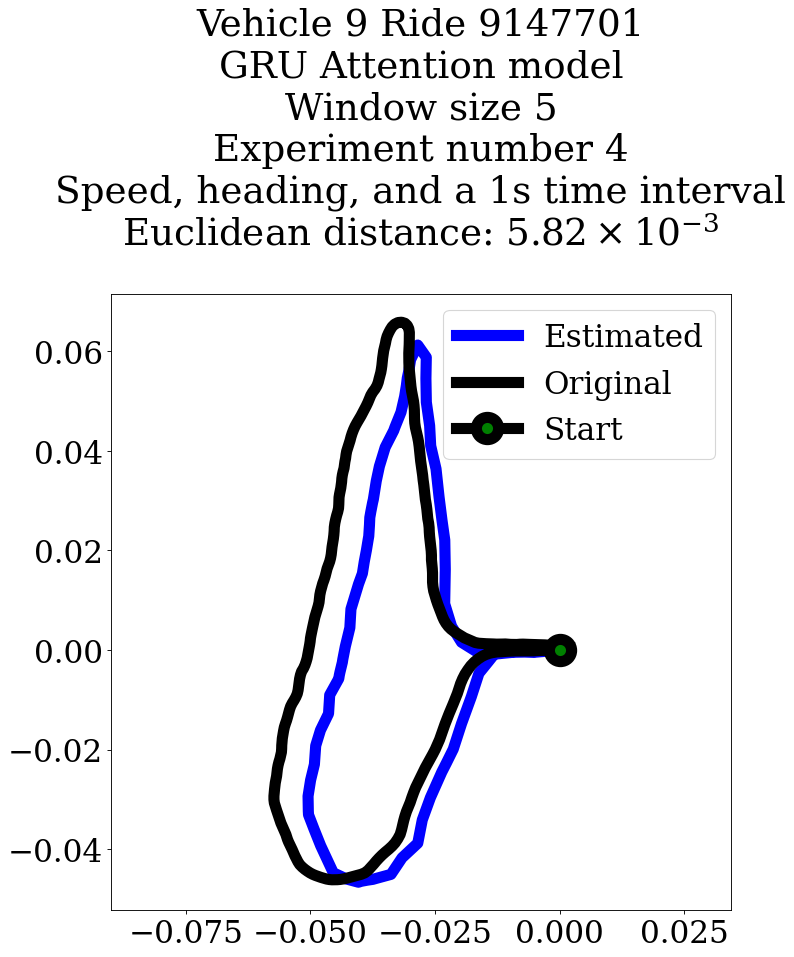 Vehicle 9 Ride 9147701
GRU Attention model
Window size 5
Experiment number 4
Speed, heading, and a 1s time interval
Euclidean distance: 5.82 × 10⁻³
Estimated
Original
Start
0.06
0.04
0.02
0.00
−0.02
−0.04
−0.075 −0.050 −0.025 0.000 0.025